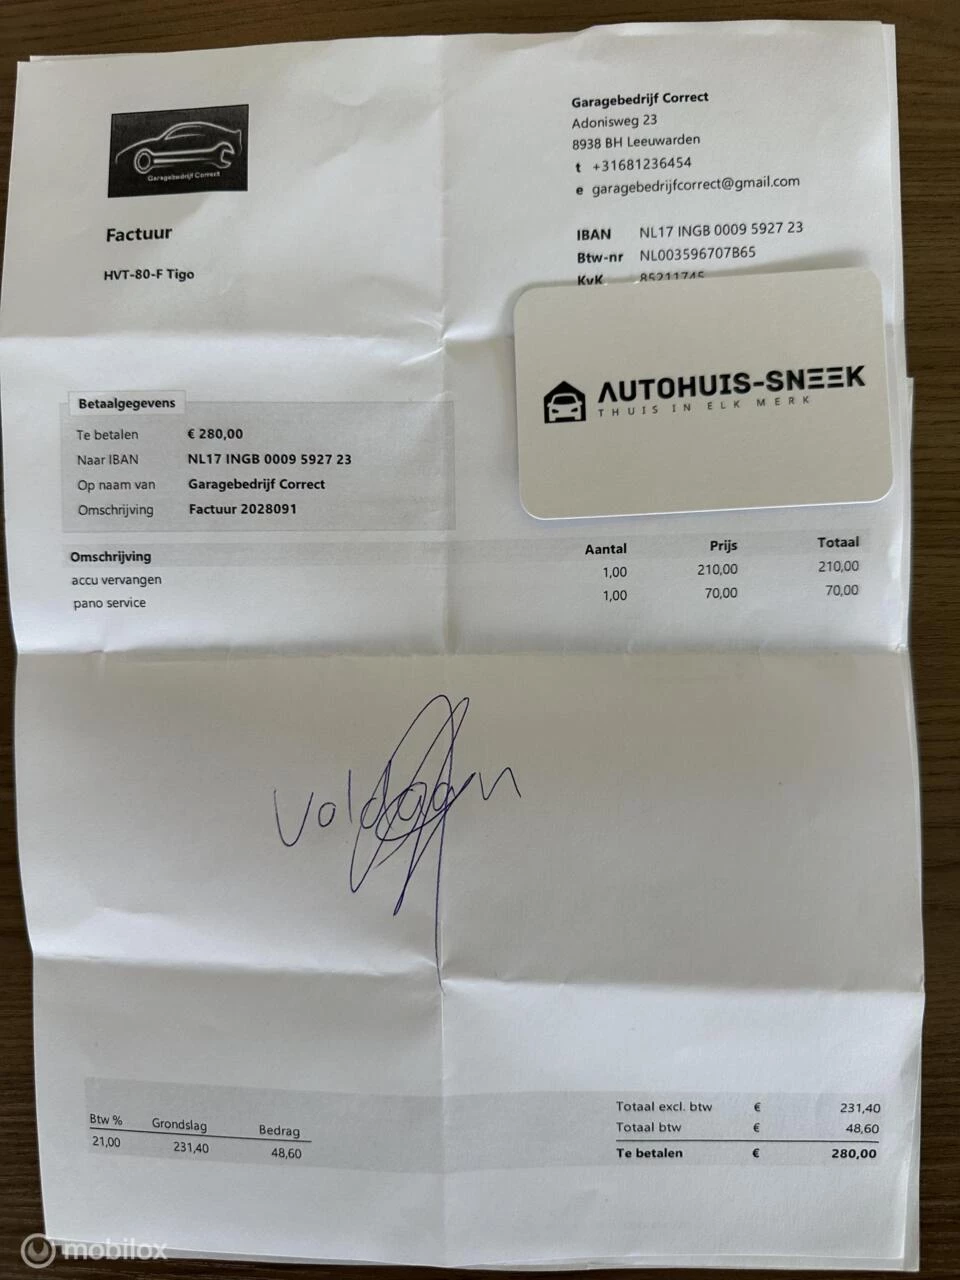 Garagebedrijf Correct
Garagebedrijf Correct
Adonisweg 23
8938 BH Leeuwarden
t +31681236454
e garagebedrijfcorrect@gmail.com
Factuur
IBAN NL17 INGB 0009 5927 23
Btw-nr NL003596707B65
HVT-80-F Tigo
KvK 85211745
AUTOHUIS-SNEEK
THUIS IN ELK MERK
Betaalgegevens
Te betalen € 280,00
Naar IBAN NL17 INGB 0009 5927 23
Op naam van Garagebedrijf Correct
Omschrijving Factuur 2028091
Omschrijving Aantal Prijs Totaal
accu vervangen 1,00 210,00 210,00
pano service 1,00 70,00 70,00
voldaan
Btw % Grondslag Bedrag
21,00 231,40 48,60
Totaal excl. btw € 231,40
Totaal btw € 48,60
Te betalen € 280,00
mobilox